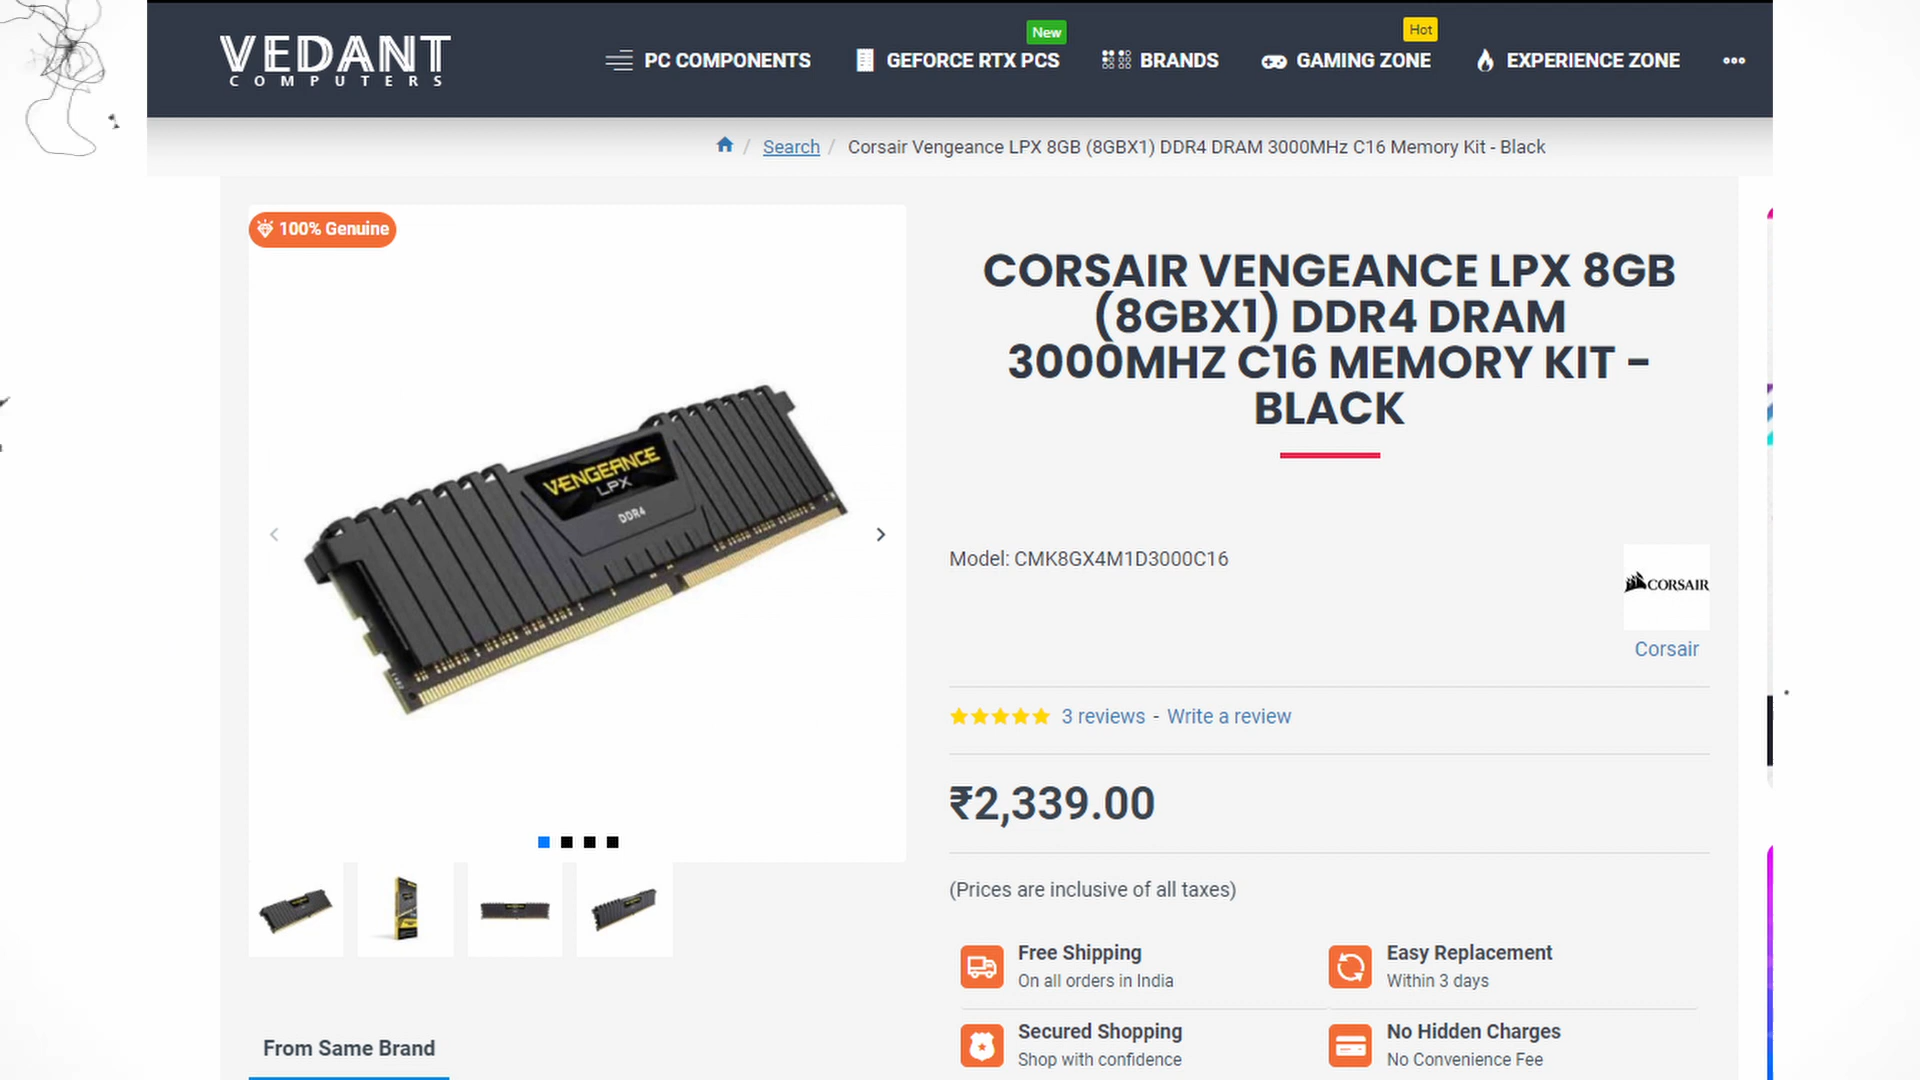 VEDANT
COMPUTERS
PC COMPONENTS
New
GEFORCE RTX PCS
BRANDS
Hot
GAMING ZONE
EXPERIENCE ZONE
Search / Corsair Vengeance LPX 8GB (8GBX1) DDR4 DRAM 3000MHz C16 Memory Kit - Black
100% Genuine
VENGEANCE
LPX
DDR4
CORSAIR VENGEANCE LPX 8GB
(8GBX1) DDR4 DRAM
3000MHZ C16 MEMORY KIT -
BLACK
Model: CMK8GX4M1D3000C16
CORSAIR
Corsair
3 reviews - Write a review
₹2,339.00
(Prices are inclusive of all taxes)
Free Shipping
On all orders in India
Easy Replacement
Within 3 days
Secured Shopping
Shop with confidence
No Hidden Charges
No Convenience Fee
From Same Brand